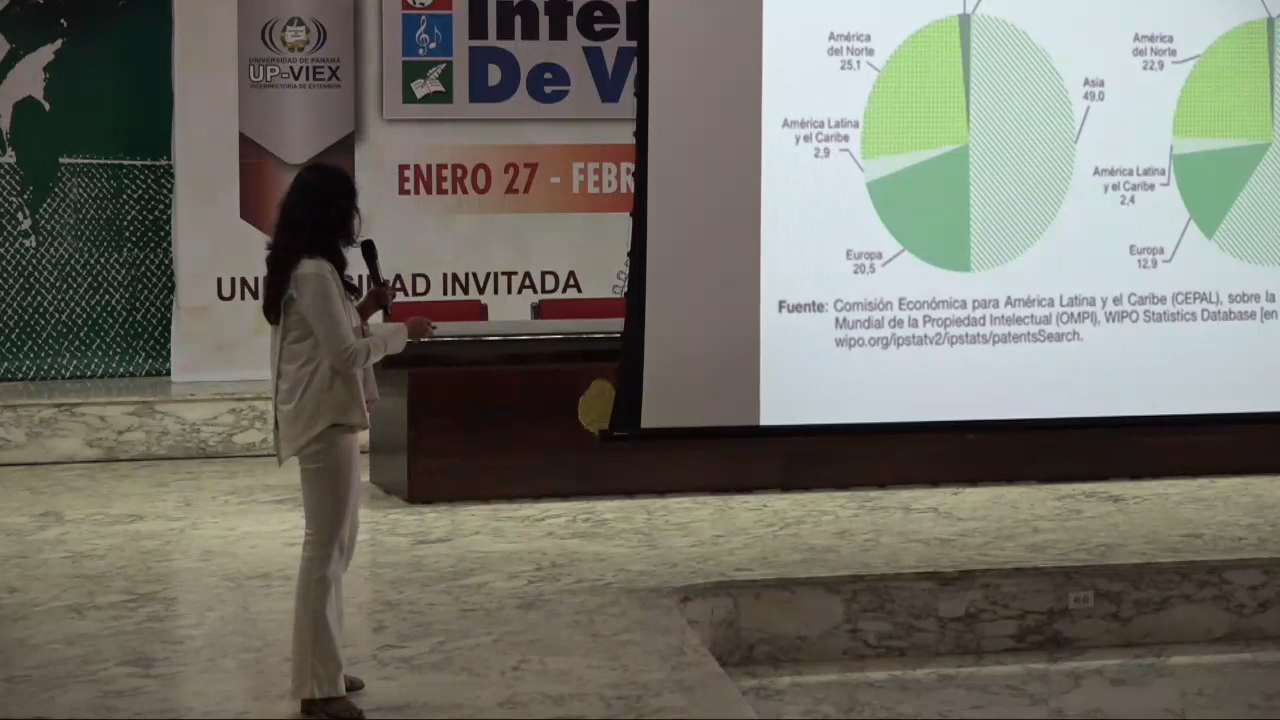 UNIVERSIDAD DE PANAMÁ
UP-VIEX
VICERRECTORÍA DE EXTENSIÓN
Inter
De V
ENERO 27 - FEBR
UN
SIDAD INVITADA
América
del Norte
25,1
Asia
49,0
América Latina
y el Caribe
2,9
Europa
20,5
América
del Norte
22,9
América Latina
y el Caribe
2,4
Europa
12,9
Fuente: Comisión Económica para América Latina y el Caribe (CEPAL), sobre la
Mundial de la Propiedad Intelectual (OMPI), WIPO Statistics Database [en
wipo.org/ipstatv2/ipstats/patentsSearch.